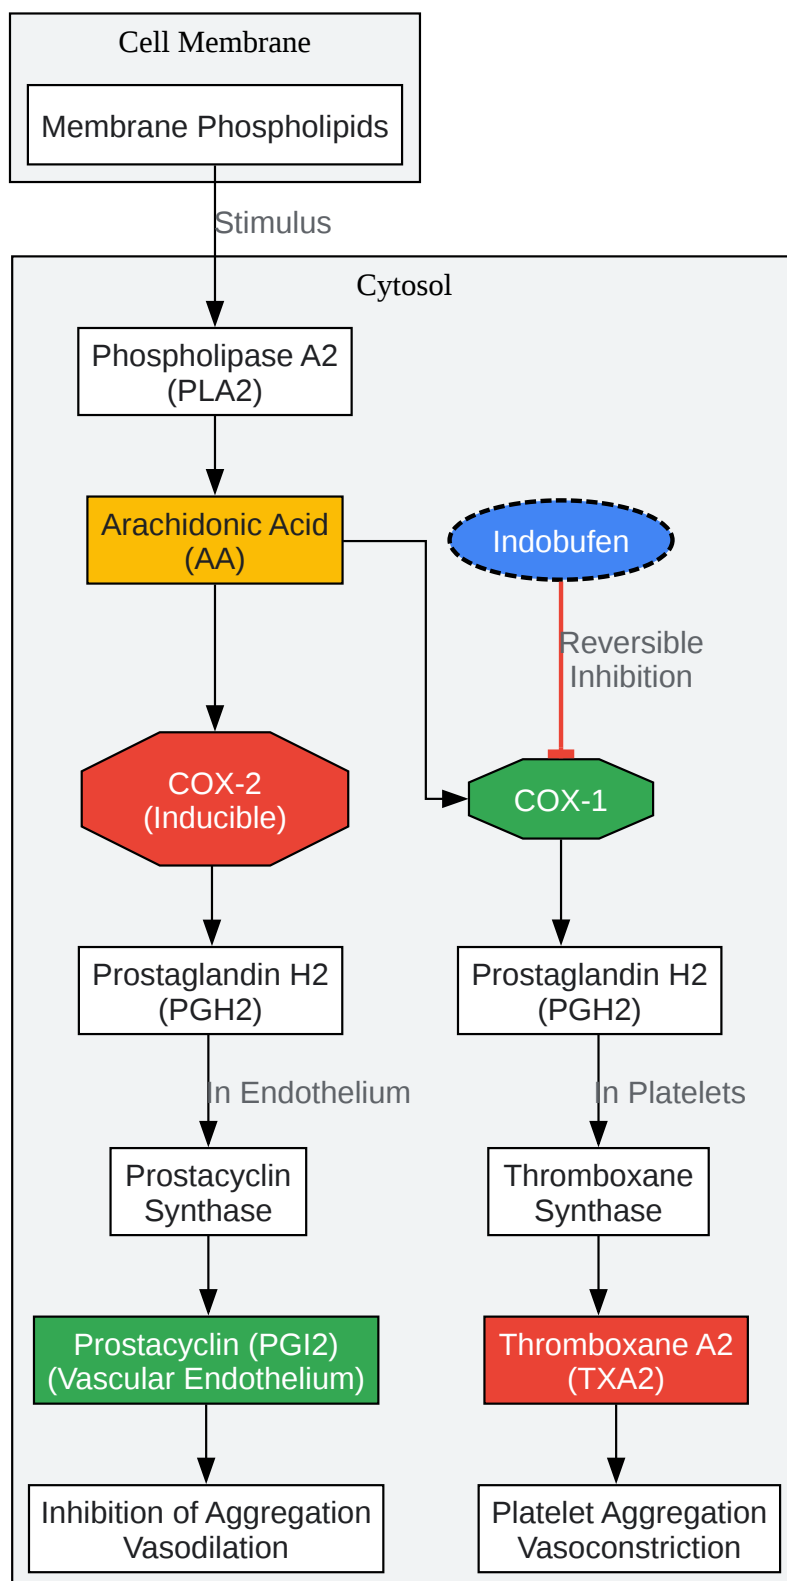 Cell Membrane
Membrane Phospholipids
Stimulus
Cytosol
Phospholipase A2
(PLA2)
Arachidonic Acid
(AA)
Indobufen
Reversible
Inhibition
COX-2
(Inducible)
COX-1
Prostaglandin H2
(PGH2)
Prostaglandin H2
(PGH2)
In Endothelium
In Platelets
Prostacyclin
Synthase
Thromboxane
Synthase
Prostacyclin (PGI2)
(Vascular Endothelium)
Thromboxane A2
(TXA2)
Inhibition of Aggregation
Vasodilation
Platelet Aggregation
Vasoconstriction